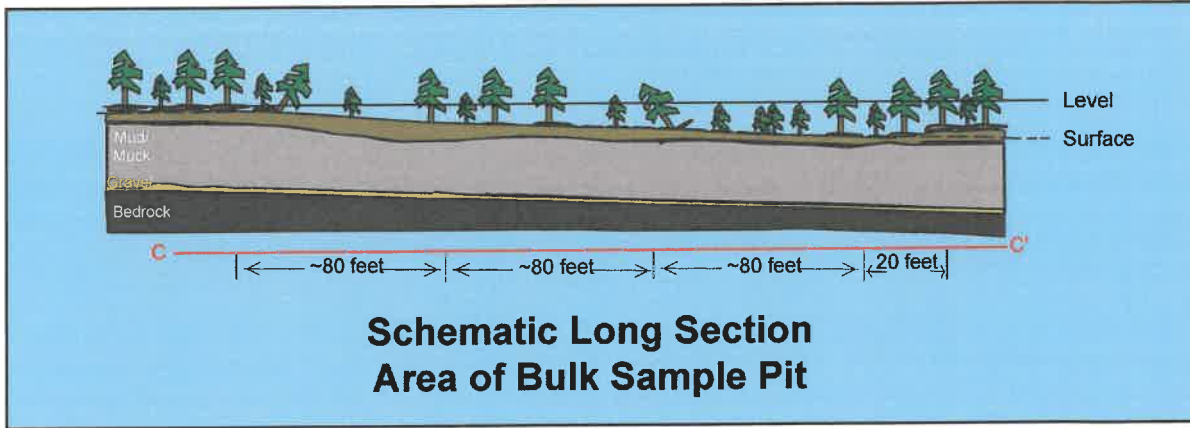 Level
Surface
Mud/
Muck
Gravel
Bedrock
C C'
~80 feet ~80 feet ~80 feet 20 feet
Schematic Long Section
Area of Bulk Sample Pit